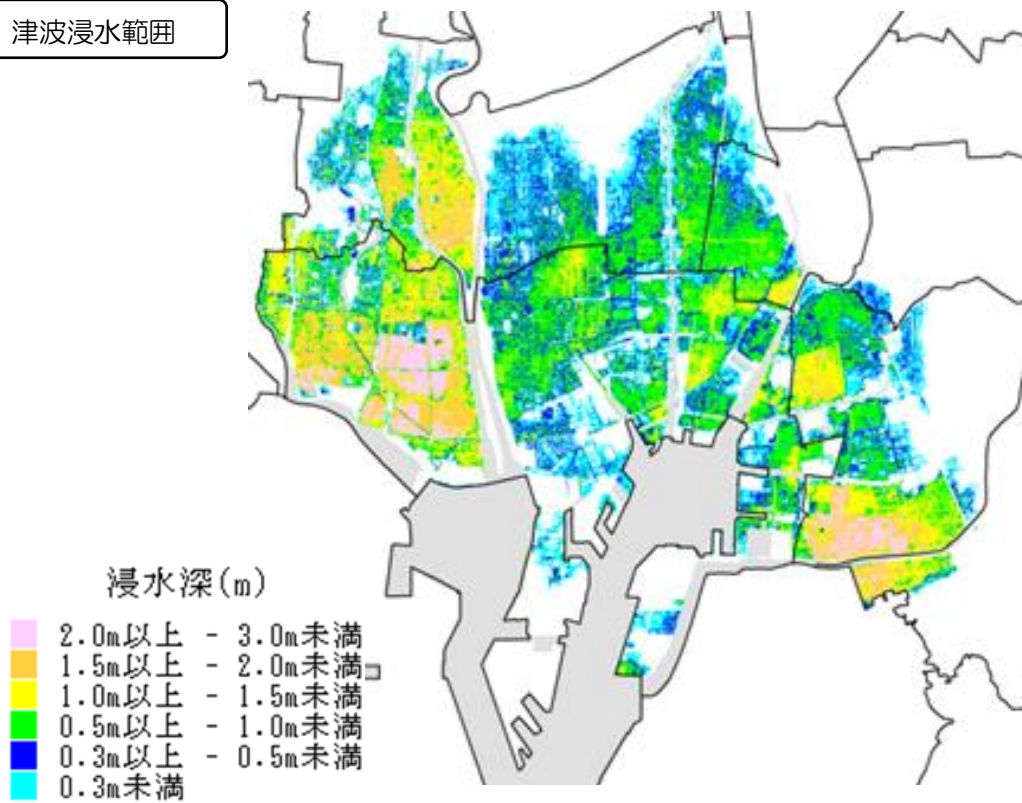 津波浸水範囲
浸水深(m)
2.0m以上 - 3.0m未満
1.5m以上 - 2.0m未満
1.0m以上 - 1.5m未満
0.5m以上 - 1.0m未満
0.3m以上 - 0.5m未満
0.3m未満